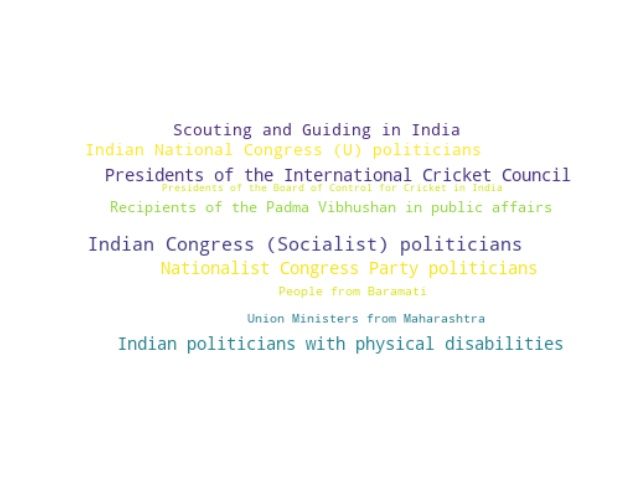 Scouting and Guiding in India
Indian National Congress (U) politicians
Presidents of the International Cricket Council
Presidents of the Board of Control for Cricket in India
Recipients of the Padma Vibhushan in public affairs
Indian Congress (Socialist) politicians
Nationalist Congress Party politicians
People from Baramati
Union Ministers from Maharashtra
Indian politicians with physical disabilities